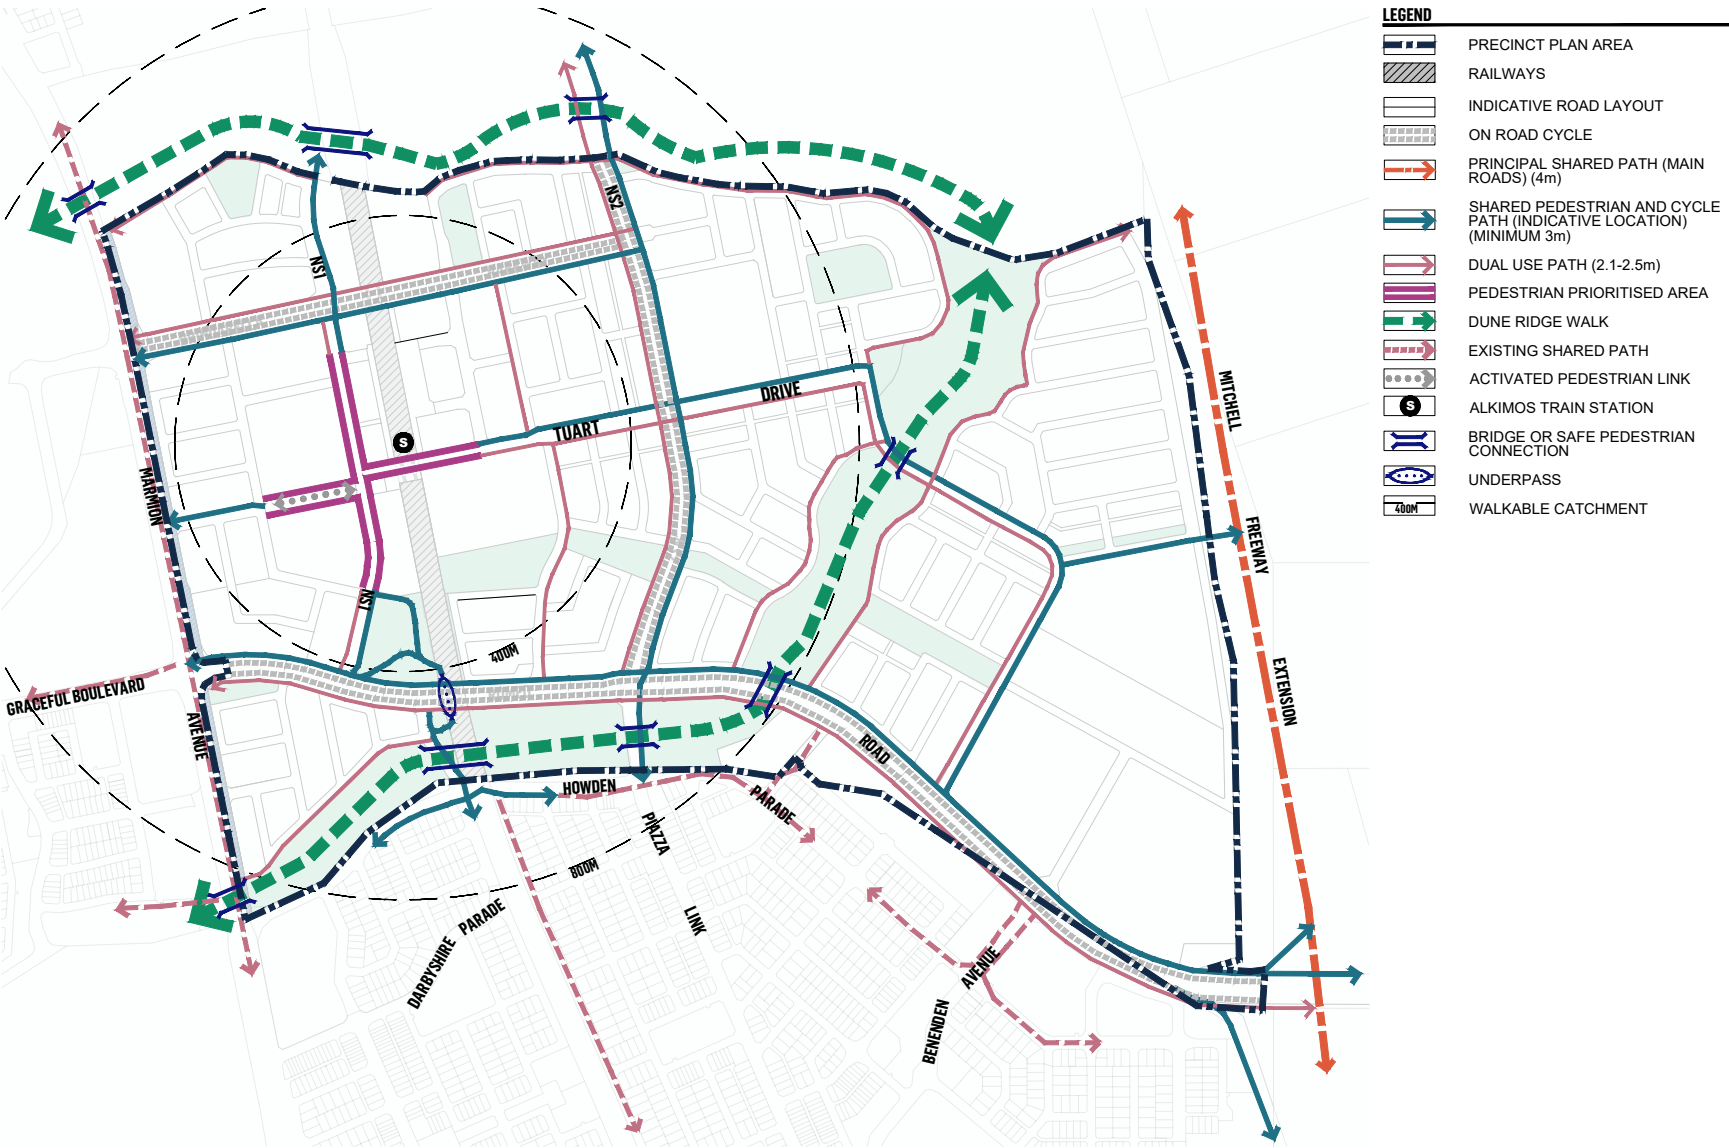 LEGEND
PRECINCT PLAN AREA
RAILWAYS
INDICATIVE ROAD LAYOUT
ON ROAD CYCLE
PRINCIPAL SHARED PATH (MAIN
ROADS) (4m)
SHARED PEDESTRIAN AND CYCLE
PATH (INDICATIVE LOCATION)
(MINIMUM 3m)
DUAL USE PATH (2.1-2.5m)
PEDESTRIAN PRIORITISED AREA
DUNE RIDGE WALK
EXISTING SHARED PATH
ACTIVATED PEDESTRIAN LINK
S
ALKIMOS TRAIN STATION
BRIDGE OR SAFE PEDESTRIAN
CONNECTION
UNDERPASS
400M
WALKABLE CATCHMENT
NS2
NS1
DRIVE
TUART
S
MITCHELL
MARMION
FREEWAY
NS1
400M
GRACEFUL BOULEVARD
EXTENSION
AVENUE
ROAD
HOWDEN
PARADE
PIAZZA
800M
LINK
DARBYSHIRE PARADE
AVENUE
BENENDEN